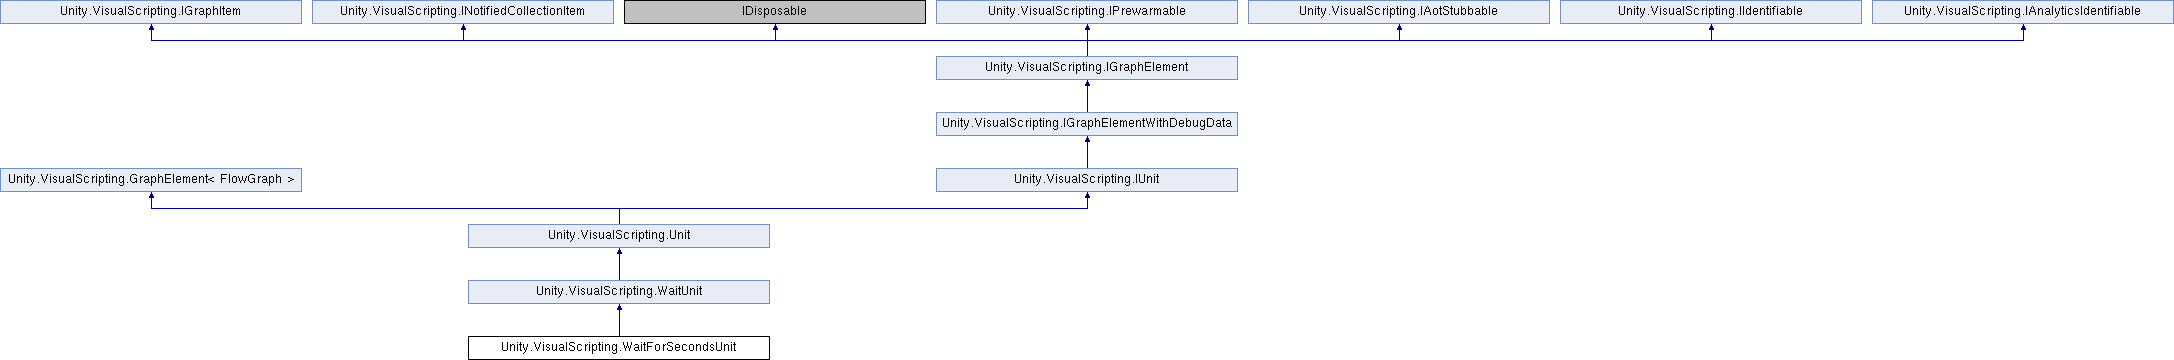 Unity.VisualScripting.IGraphItem
Unity.VisualScripting.INotifiedCollectionItem
IDisposable
Unity.VisualScripting.IPrewarmable
Unity.VisualScripting.IAotStubbable
Unity.VisualScripting.IIdentifiable
Unity.VisualScripting.IAnalyticsIdentifiable
Unity.VisualScripting.IGraphElement
Unity.VisualScripting.IGraphElementWithDebugData
Unity.VisualScripting.GraphElement< FlowGraph >
Unity.VisualScripting.IUnit
Unity.VisualScripting.Unit
Unity.VisualScripting.WaitUnit
Unity.VisualScripting.WaitForSecondsUnit